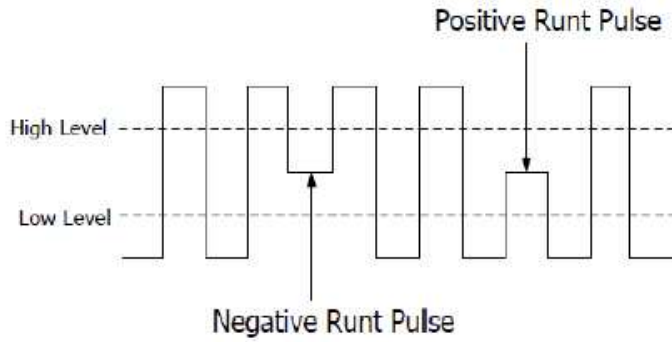 Positive Runt Pulse
High Level
Low Level
Negative Runt Pulse